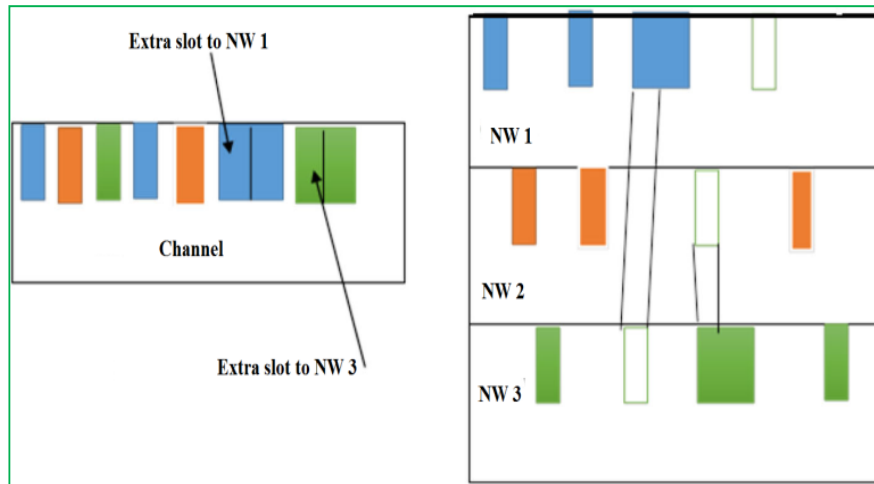 Extra slot to NW 1
Channel
Extra slot to NW 3
NW 1
NW 2
NW 3